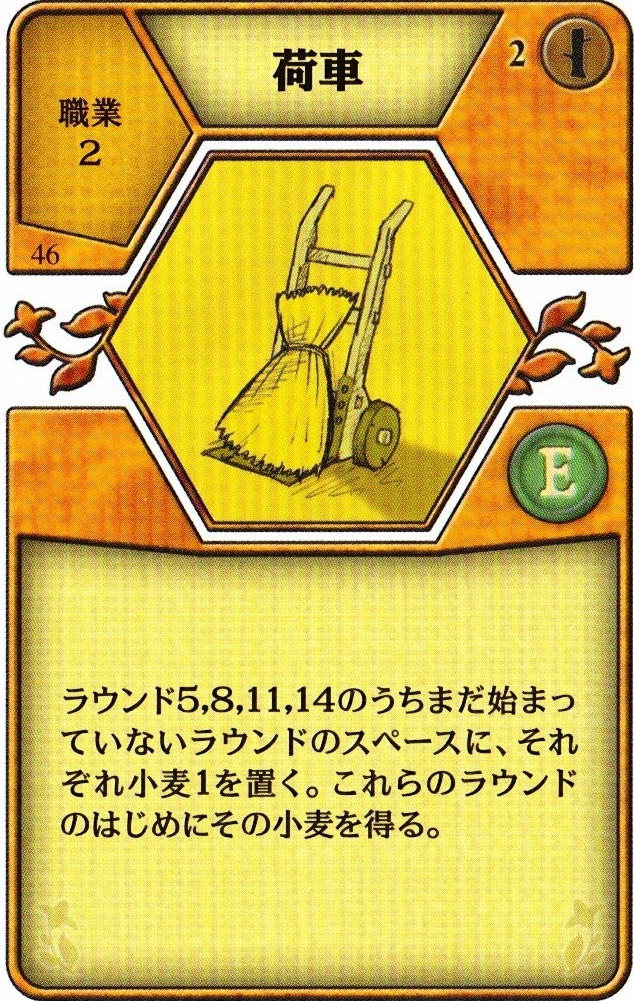 荷車
2
職業
2
46
E
ラウンド5,8,11,14のうちまだ始まっ
ていないラウンドのスペースに、それ
ぞれ小麦1を置く。これらのラウンド
のはじめにその小麦を得る。